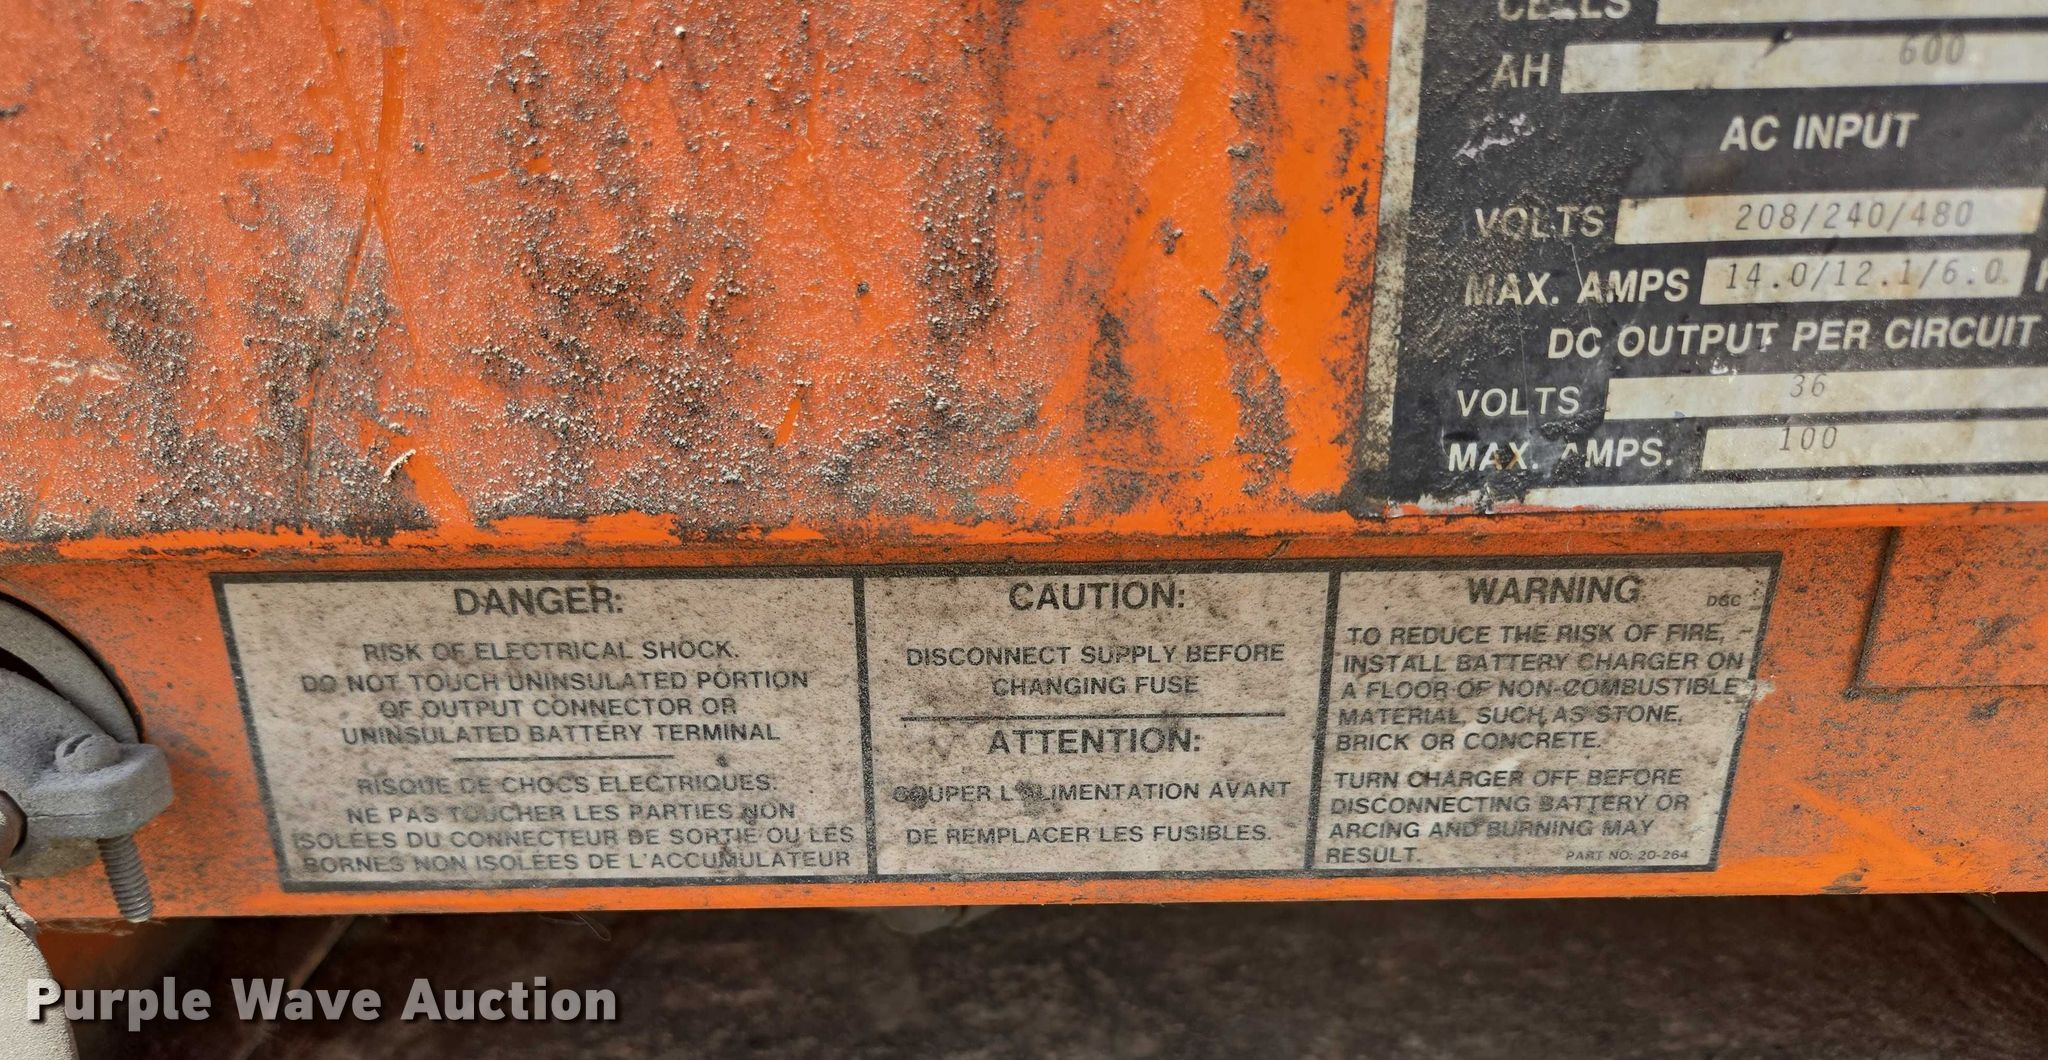 CELLS
AH 600
AC INPUT
VOLTS 208/240/480
MAX. AMPS 14.0/12.1/6.0
DC OUTPUT PER CIRCUIT
VOLTS 36
MAX. AMPS. 100
DANGER:
RISK OF ELECTRICAL SHOCK.
DO NOT TOUCH UNINSULATED PORTION
OF OUTPUT CONNECTOR OR
UNINSULATED BATTERY TERMINAL
RISQUE DE CHOCS ELECTRIQUES.
NE PAS TOUCHER LES PARTIES NON
ISOLÉES DU CONNECTEUR DE SORTIE OU LES
BORNES NON ISOLÉES DE L'ACCUMULATEUR
CAUTION:
DISCONNECT SUPPLY BEFORE
CHANGING FUSE
ATTENTION:
COUPER L'ALIMENTATION AVANT
DE REMPLACER LES FUSIBLES.
WARNING
TO REDUCE THE RISK OF FIRE,
INSTALL BATTERY CHARGER ON
A FLOOR OF NON-COMBUSTIBLE
MATERIAL, SUCH AS STONE,
BRICK OR CONCRETE.
TURN CHARGER OFF BEFORE
DISCONNECTING BATTERY OR
ARCING AND BURNING MAY
RESULT.
PART NO: 20-264
Purple Wave Auction